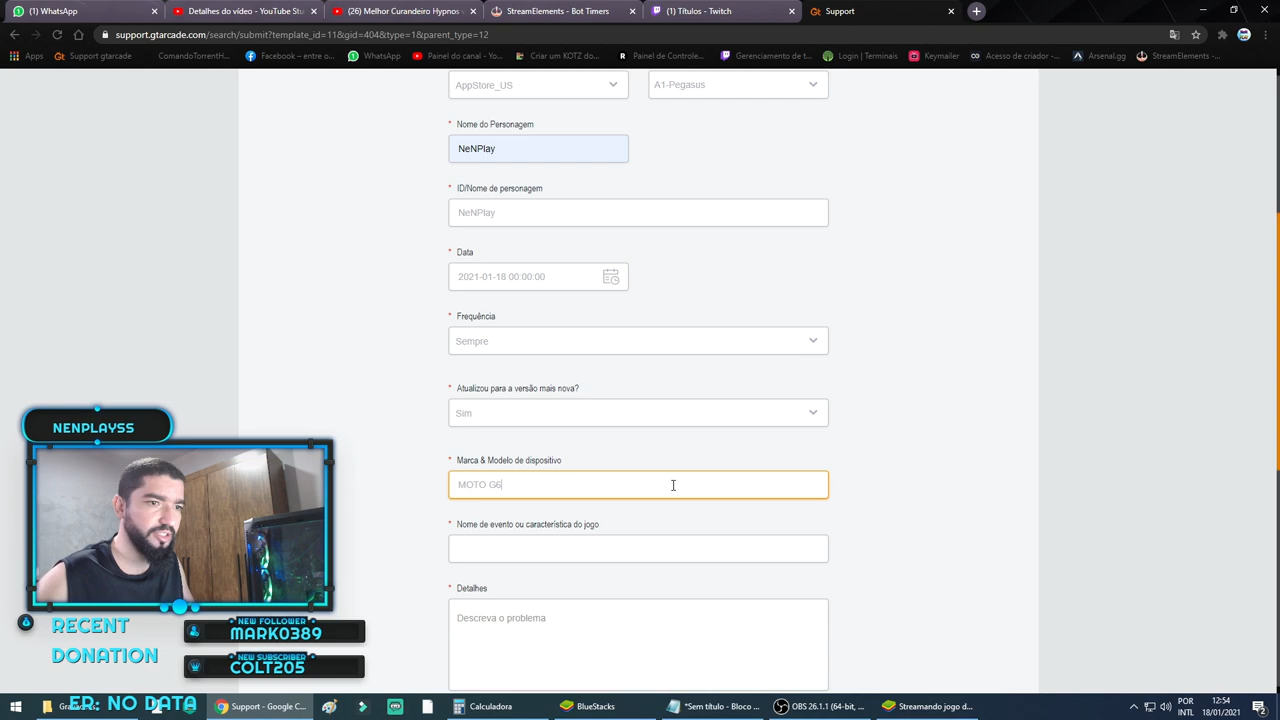 (1) WhatsApp
Detalhes do vídeo - YouTube Stu
(26) Melhor Curandeiro Honkai
StreamElements - Bot Timers
(1) Títulos - Twitch
Support
support.gtarcade.com/search/submit?template_id=11&gid=404&type=1&parent_type=12
Apps
Support gtarcade
ComandoTorrentH...
Facebook – entre o...
WhatsApp
Painel do canal - Yo...
Criar um KOTZ do...
Painel de Controle...
Gerenciamento de t...
Login | Terminais
Keymailer
Acesso de criador - ...
Arsenal.gg
StreamElements -...
AppStore_US
A1-Pegasus
* Nome do Personagem
NeNPlay
* ID/Nome de personagem
NeNPlay
* Data
2021-01-18 00:00:00
* Frequência
Sempre
* Atualizou para a versão mais nova?
Sim
* Marca & Modelo de dispositivo
MOTO G6
* Nome de evento ou característica do jogo
* Detalhes
Descreva o problema
NENPLAYSS
RECENT
DONATION
NEW FOLLOWER
MARK0389
NEW SUBSCRIBER
COLT205
ER: NO DATA
Support - Google C...
Calculadora
BlueStacks
*Sem título - Bloco ...
OBS 26.1.1 (64-bit, ...
Streamando jogo d...
POR
INTL
12:54
18/01/2021
2